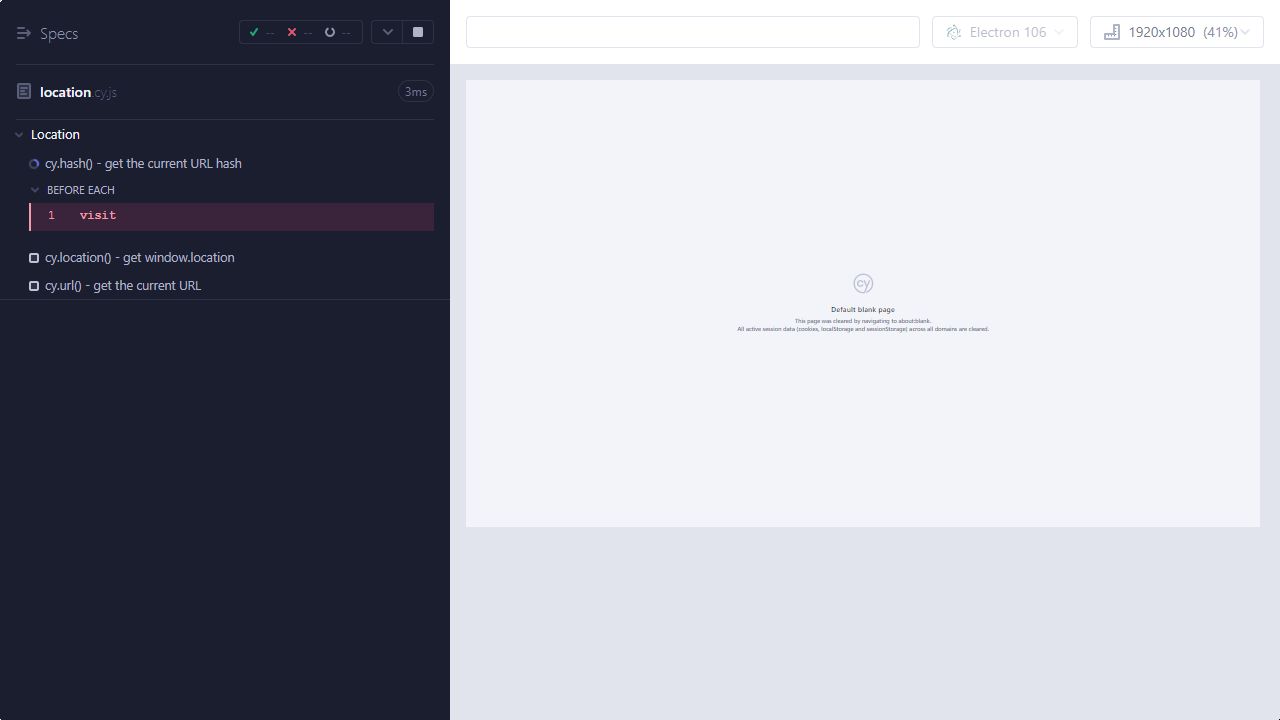 Specs
--
--
--
location.cy.js
3ms
Location
cy.hash() - get the current URL hash
BEFORE EACH
1 visit
cy.location() - get window.location
cy.url() - get the current URL
Electron 106
1920x1080 (41%)
cy
Default blank page
This page was cleared by navigating to about:blank.
All active session data (cookies, localStorage and sessionStorage) across all domains are cleared.